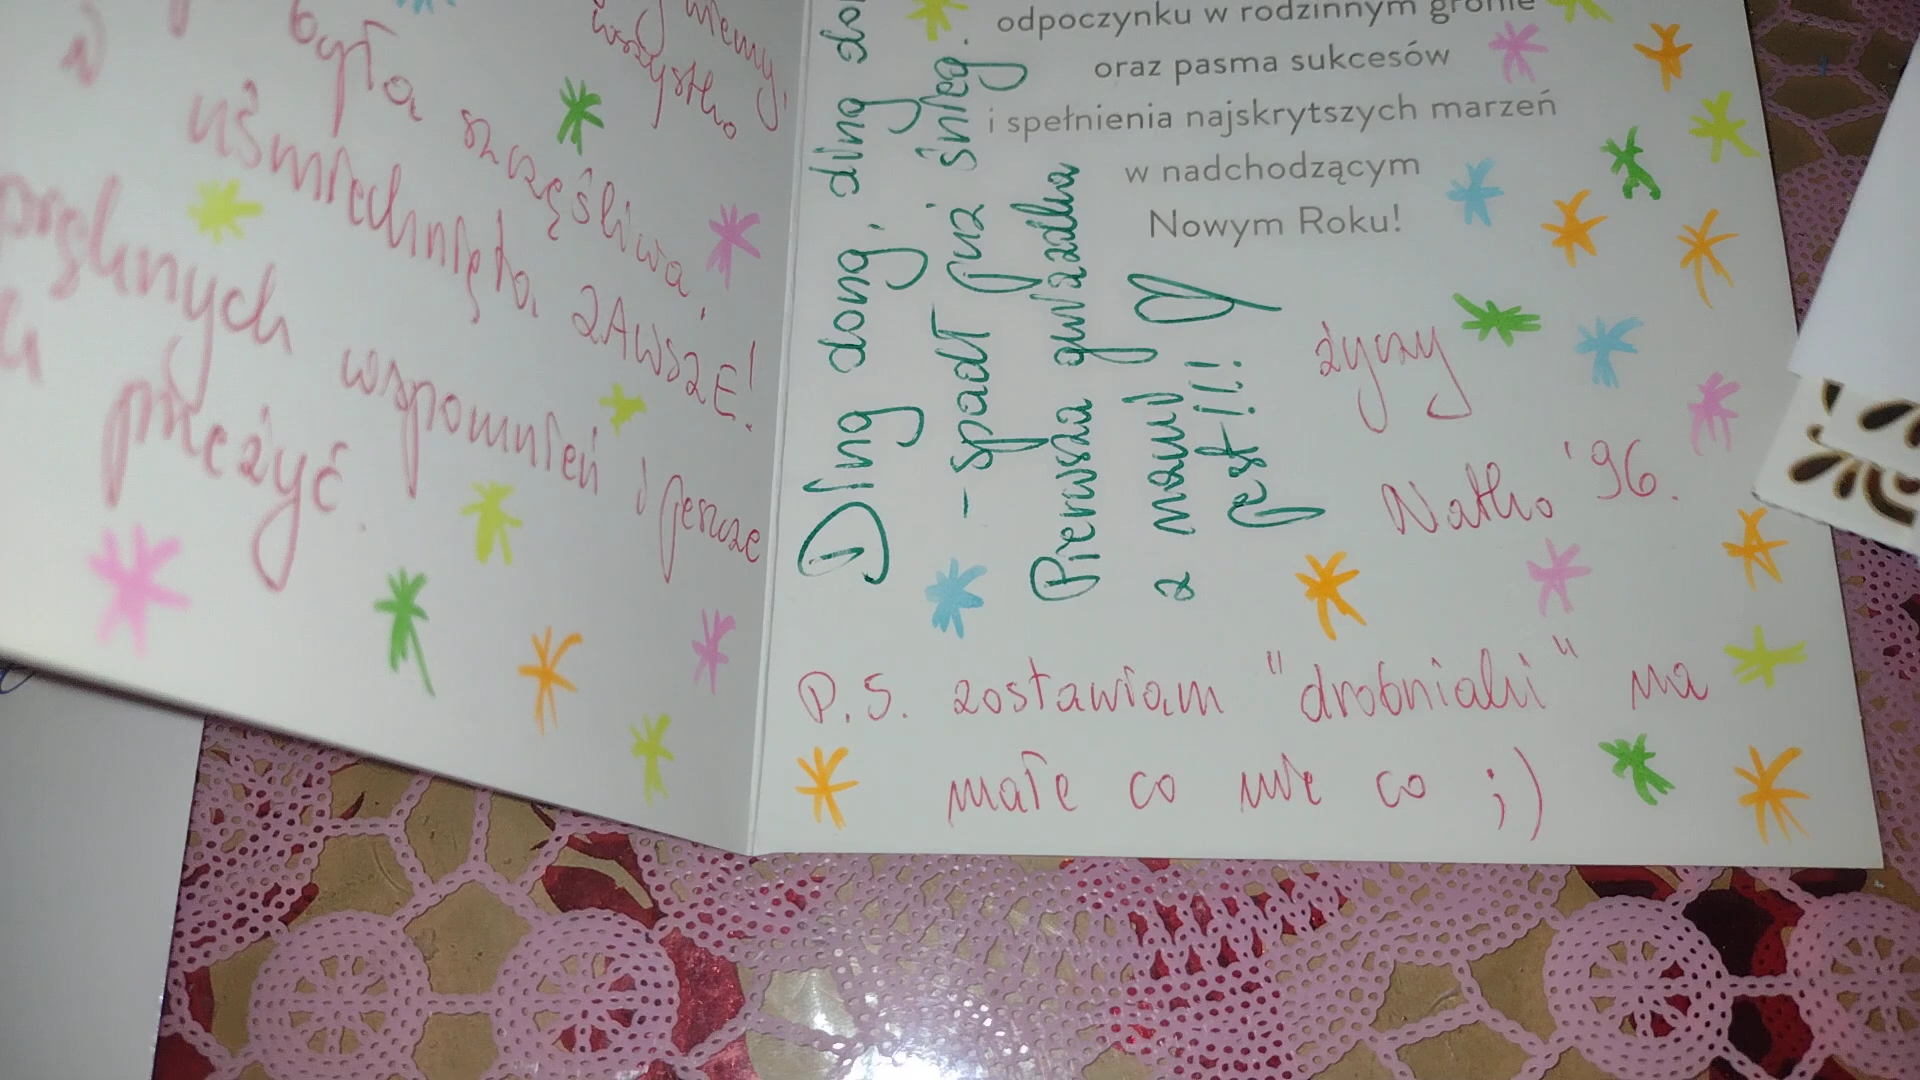 była szczęśliwa,
uśmiechnięta ZAWSZE!
pięknych wspomnień i jeszcze
przeżyć.
wszystko
odpoczynku w rodzinnym gronie
oraz pasma sukcesów
i spełnienia najskrytszych marzeń
w nadchodzącym
Nowym Roku!
Ding dong, ding do
- spadł już śnieg.
Pierwsza gwiazdka
z nami
jest!!!
życzy
Natka '96.
P.S. zostawiam "drobniaki" na
małe co nie co ;)